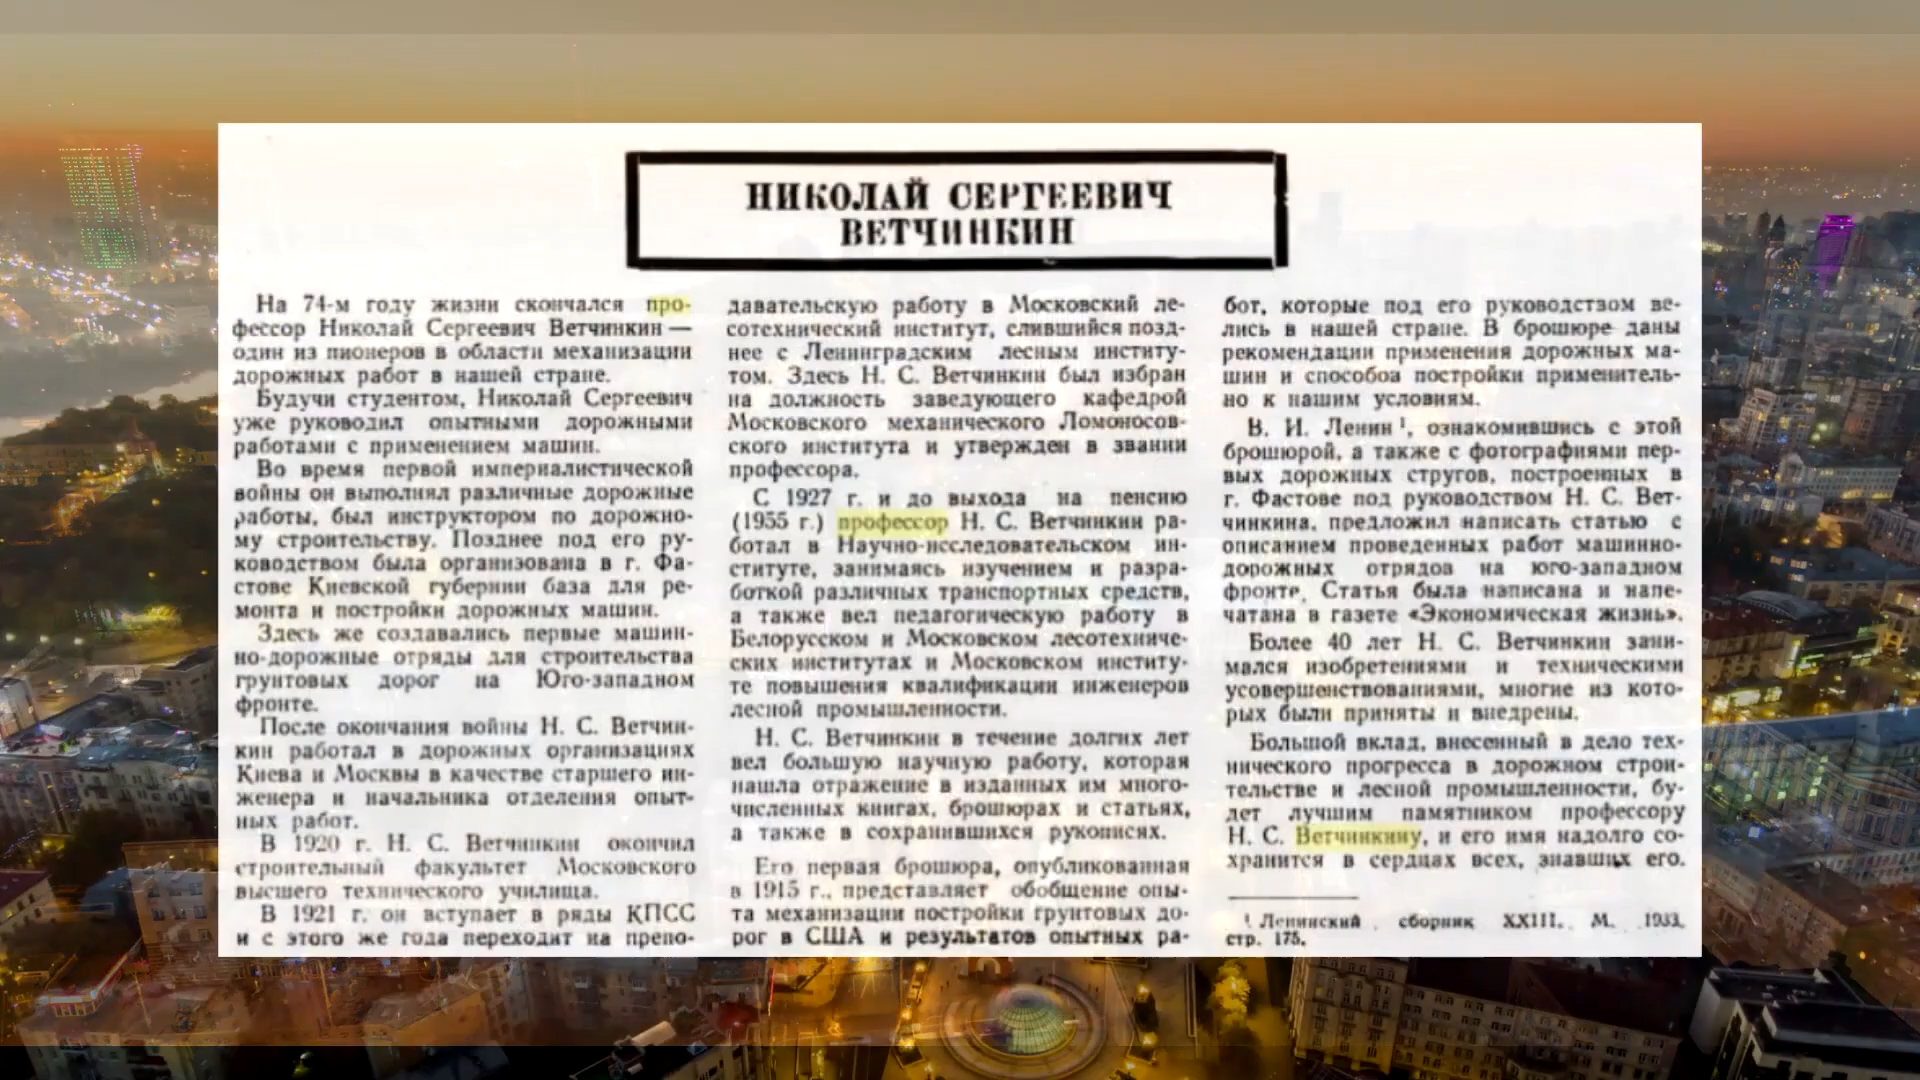 НИКОЛАЙ СЕРГЕЕВИЧ
ВЕТЧИНКИН
На 74-м году жизни скончался про-
фессор Николай Сергеевич Ветчинкин —
один из пионеров в области механизации
дорожных работ в нашей стране.
Будучи студентом, Николай Сергеевич
уже руководил опытными дорожными
работами с применением машин.
Во время первой империалистической
войны он выполнял различные дорожные
работы, был инструктором по дорожно-
му строительству. Позднее под его ру-
ководством была организована в г. Фа-
стове Киевской губернии база для ре-
монта и постройки дорожных машин.
Здесь же создавались первые машин-
но-дорожные отряды для строительства
грунтовых дорог на Юго-западном
фронте.
После окончания войны Н. С. Ветчин-
кин работал в дорожных организациях
Киева и Москвы в качестве старшего ин-
женера и начальника отделения опыт-
ных работ.
В 1920 г. Н. С. Ветчинкин окончил
строительный факультет Московского
высшего технического училища.
В 1921 г. он вступает в ряды КПСС
и с этого же года переходит на препо-
давательскую работу в Московский ле-
сотехнический институт, слившийся позд-
нее с Ленинградским лесным институ-
том. Здесь Н. С. Ветчинкин был избран
на должность заведующего кафедрой
Московского механического Ломоносов-
ского института и утвержден в звании
профессора.
С 1927 г. и до выхода на пенсию
(1955 г.) профессор Н. С. Ветчинкин ра-
ботал в Научно-исследовательском ин-
ституте, занимаясь изучением и разра-
боткой различных транспортных средств,
а также вел педагогическую работу в
Белорусском и Московском лесотехниче-
ских институтах и Московском институ-
те повышения квалификации инженеров
лесной промышленности.
Н. С. Ветчинкин в течение долгих лет
вел большую научную работу, которая
нашла отражение в изданных им много-
численных книгах, брошюрах и статьях,
а также в сохранившихся рукописях.
Его первая брошюра, опубликованная
в 1915 г., представляет обобщение опы-
та механизации постройки грунтовых до-
рог в США и результатов опытных ра-
бот, которые под его руководством ве-
лись в нашей стране. В брошюре даны
рекомендации применения дорожных ма-
шин и способов постройки применитель-
но к нашим условиям.
В. И. Ленин ¹, ознакомившись с этой
брошюрой, а также с фотографиями пер-
вых дорожных стругов, построенных в
г. Фастове под руководством Н. С. Вет-
чинкина, предложил написать статью с
описанием проведенных работ машинно-
дорожных отрядов на юго-западном
фронте. Статья была написана и напе-
чатана в газете «Экономическая жизнь».
Более 40 лет Н. С. Ветчинкин зани-
мался изобретениями и техническими
усовершенствованиями, многие из кото-
рых были приняты и внедрены.
Большой вклад, внесенный в дело тех-
нического прогресса в дорожном строи-
тельстве и лесной промышленности, бу-
дет лучшим памятником профессору
Н. С. Ветчинкину, и его имя надолго со-
хранится в сердцах всех, знавших его.
¹ Ленинский сборник XXIII. М. 1933,
стр. 175.